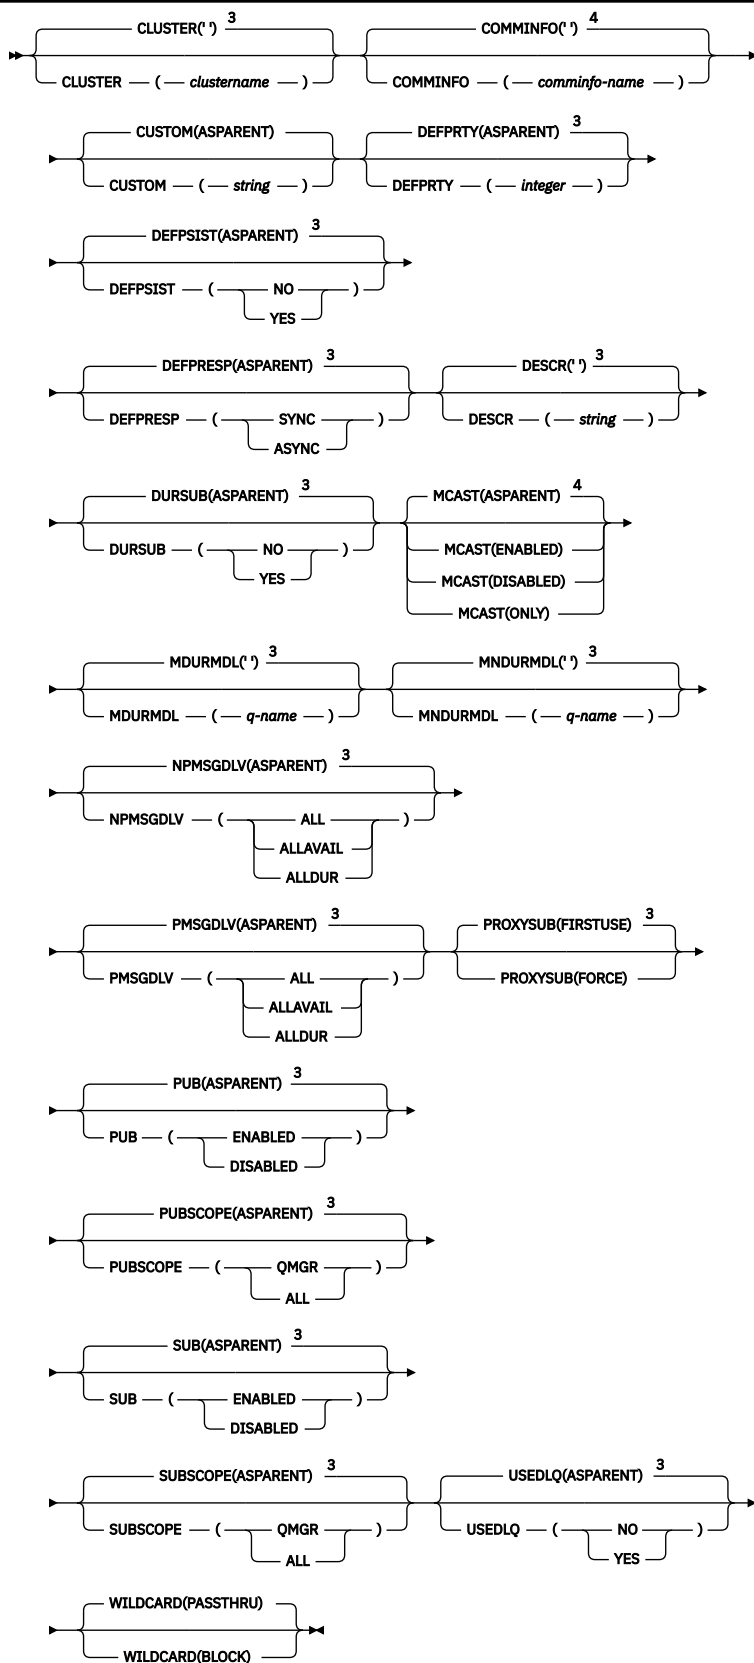 CLUSTER(' ') 3 COMMINFO(' ') 4
CLUSTER ( clustername ) COMMINFO ( comminfo-name )
CUSTOM(ASPARENT) DEFPRTY(ASPARENT) 3
CUSTOM ( string ) DEFPRTY ( integer )
DEFPSIST(ASPARENT) 3
DEFPSIST ( NO )
YES
DEFPRESP(ASPARENT) 3 DESCR(' ') 3
DEFPRESP ( SYNC ) DESCR ( string )
ASYNC
DURSUB(ASPARENT) 3 MCAST(ASPARENT) 4
DURSUB ( NO ) MCAST(ENABLED)
YES MCAST(DISABLED)
MCAST(ONLY)
MDURMDL(' ') 3 MNDURMDL(' ') 3
MDURMDL ( q-name ) MNDURMDL ( q-name )
NPMSGDLV(ASPARENT) 3
NPMSGDLV ( ALL )
ALLAVAIL
ALLDUR
PMSGDLV(ASPARENT) 3 PROXYSUB(FIRSTUSE) 3
PMSGDLV ( ALL ) PROXYSUB(FORCE)
ALLAVAIL
ALLDUR
PUB(ASPARENT) 3
PUB ( ENABLED )
DISABLED
PUBSCOPE(ASPARENT) 3
PUBSCOPE ( QMGR )
ALL
SUB(ASPARENT) 3
SUB ( ENABLED )
DISABLED
SUBSCOPE(ASPARENT) 3 USEDLQ(ASPARENT) 3
SUBSCOPE ( QMGR ) USEDLQ ( NO )
ALL YES
WILDCARD(PASSTHRU)
WILDCARD(BLOCK)